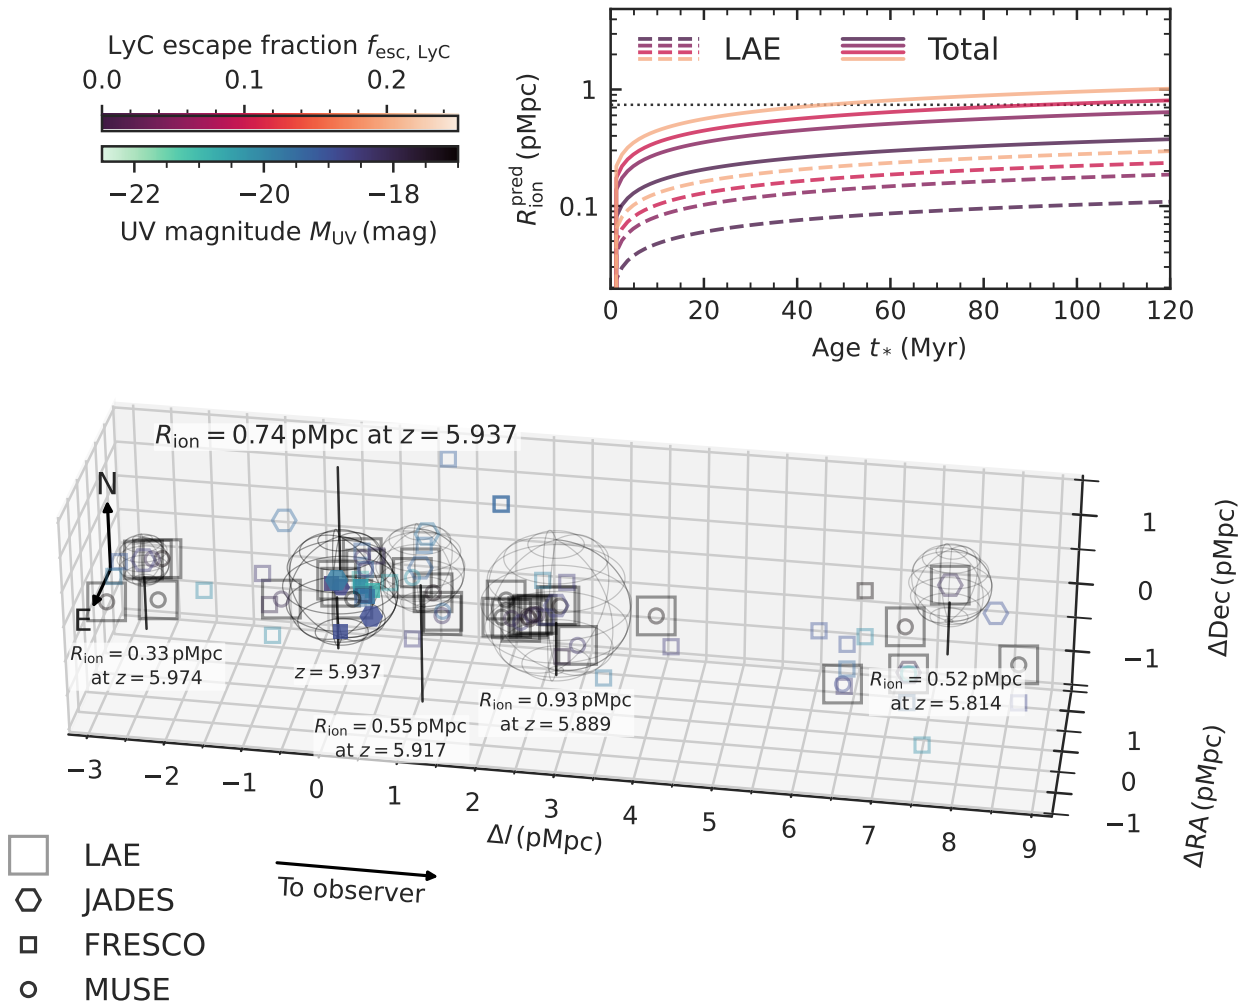 LyC escape fraction f_esc, LyC
0.0 0.1 0.2
−22 −20 −18
UV magnitude M_UV (mag)
R_ion^pred (pMpc)
1
0.1
LAE Total
0 20 40 60 80 100 120
Age t_* (Myr)
R_ion = 0.74 pMpc at z = 5.937
N
E
R_ion = 0.33 pMpc
at z = 5.974
z = 5.937
R_ion = 0.55 pMpc
at z = 5.917
R_ion = 0.93 pMpc
at z = 5.889
R_ion = 0.52 pMpc
at z = 5.814
1
0
−1
ΔDec (pMpc)
1
0
−1
ΔRA (pMpc)
−3 −2 −1 0 1 2 3 4 5 6 7 8 9
Δl (pMpc)
To observer
LAE
JADES
FRESCO
MUSE